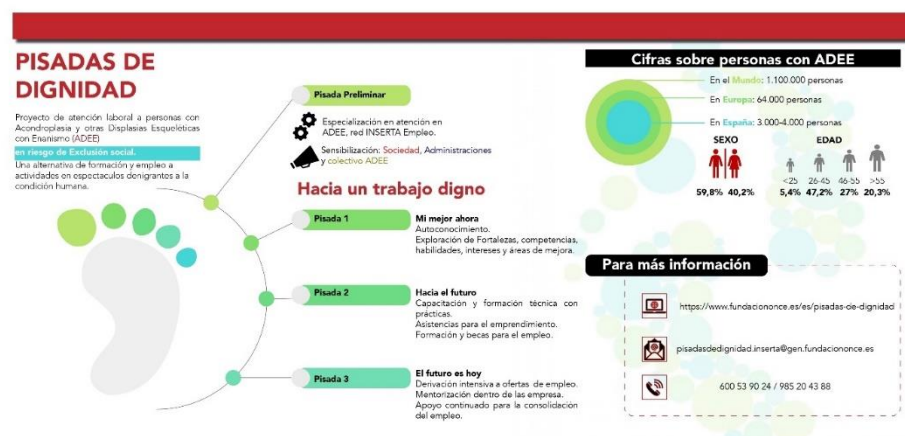 PISADAS DE
DIGNIDAD
Proyecto de atención laboral a personas con
Acondroplasia y otras Displasias Esqueléticas
con Enanismo (ADEE)
en riesgo de Exclusión social.
Una alternativa de formación y empleo a
actividades en espectaculos denigrantes a la
condición humana.
Pisada Preliminar
Especialización en atención en
ADEE, red INSERTA Empleo.
Sensibilización: Sociedad, Administraciones
y colectivo ADEE
Hacia un trabajo digno
Pisada 1
Mi mejor ahora
Autoconocimiento.
Exploración de Fortalezas, competencias,
habilidades, intereses y áreas de mejora.
Pisada 2
Hacia el futuro
Capacitación y formación técnica con
prácticas.
Asistencias para el emprendimiento.
Formación y becas para el empleo.
Pisada 3
El futuro es hoy
Derivación intensiva a ofertas de empleo.
Mentorización dentro de las empresa.
Apoyo continuado para la consolidación
del empleo.
Cifras sobre personas con ADEE
En el Mundo: 1.100.000 personas
En Europa: 64.000 personas
En España: 3.000-4.000 personas
SEXO
59,8% 40,2%
EDAD
<25 26-45 46-55 >55
5,4% 47,2% 27% 20,3%
Para más información
https://www.fundaciononce.es/es/pisadas-de-dignidad
pisadasdedignidad.inserta@gen.fundaciononce.es
600 53 90 24 / 985 20 43 88